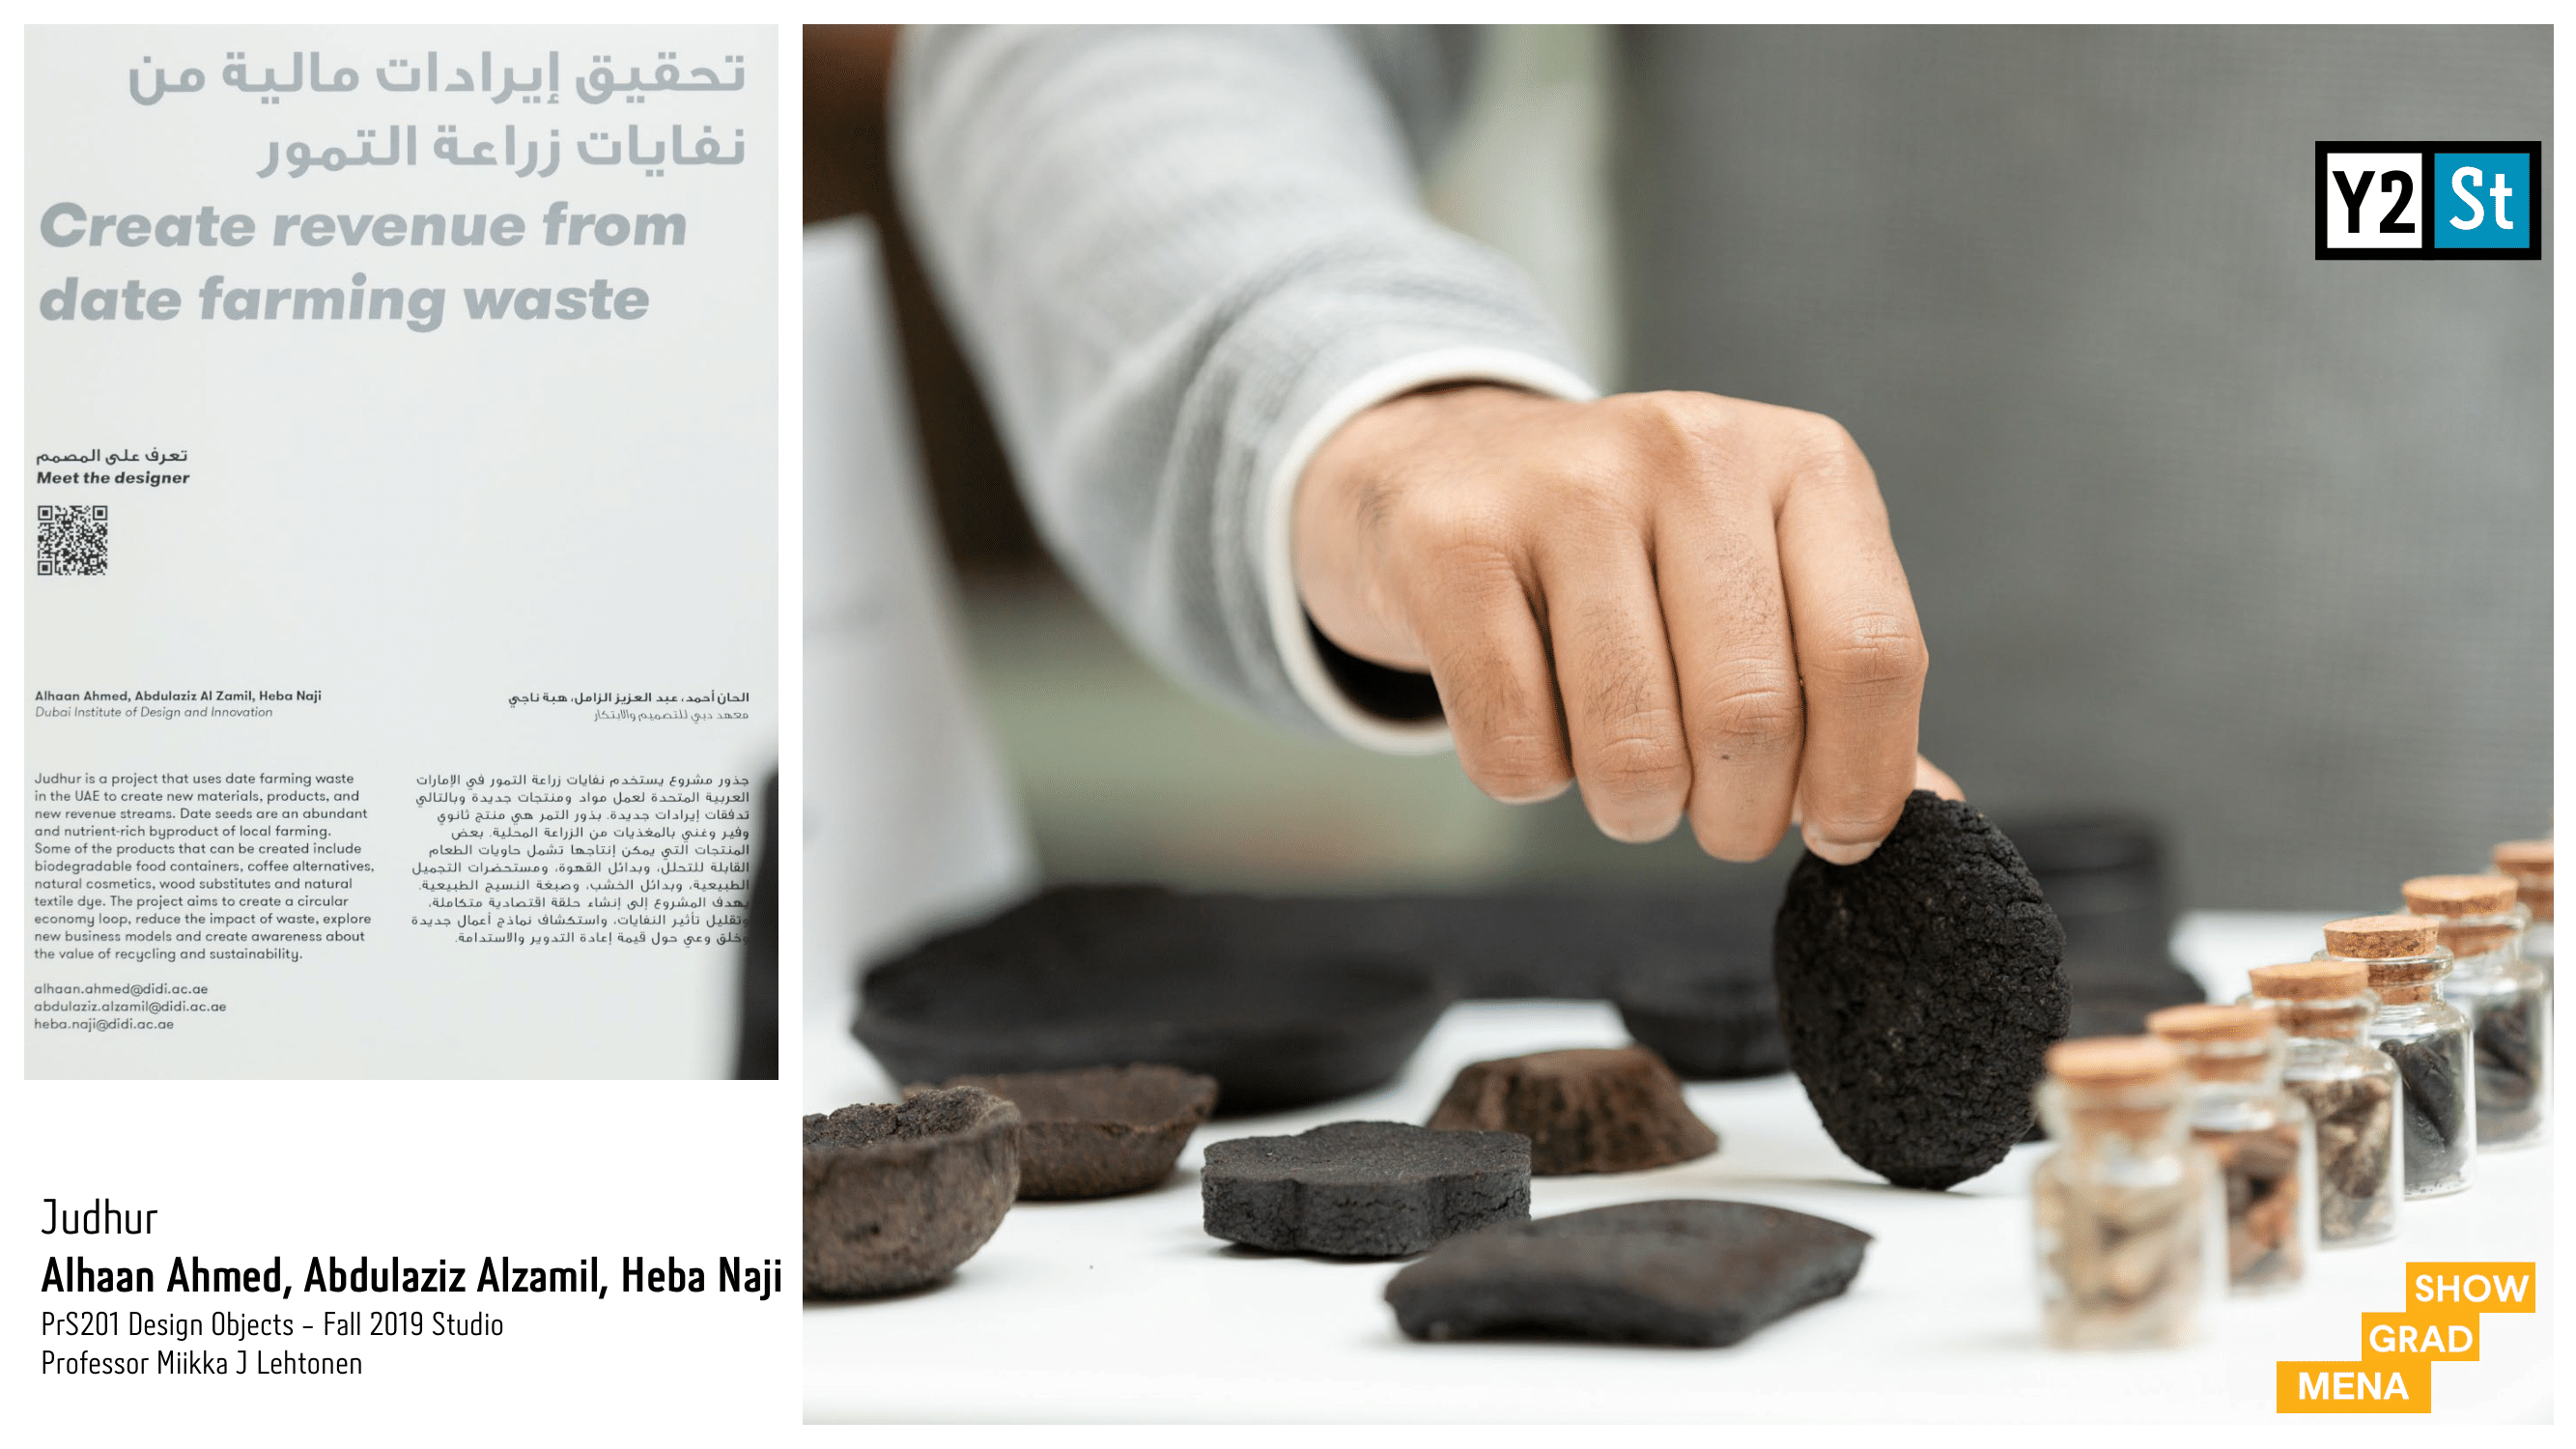 تحقيق إيرادات مالية من
نفايات زراعة التمور
Create revenue from
date farming waste
تعرف على المصمم
Meet the designer
Alhaan Ahmed, Abdulaziz Al Zamil, Heba Naji
Dubai Institute of Design and Innovation
الحان أحمد، عبد العزيز الزامل، هبة ناجي
معهد دبي للتصميم والابتكار
Judhur is a project that uses date farming waste
in the UAE to create new materials, products, and
new revenue streams. Date seeds are an abundant
and nutrient-rich byproduct of local farming.
Some of the products that can be created include
biodegradable food containers, coffee alternatives,
natural cosmetics, wood substitutes and natural
textile dye. The project aims to create a circular
economy loop, reduce the impact of waste, explore
new business models and create awareness about
the value of recycling and sustainability.
جذور مشروع يستخدم نفايات زراعة التمور في الإمارات
العربية المتحدة لعمل مواد ومنتجات جديدة وبالتالي
تدفقات إيرادات جديدة. بذور التمر هي منتج ثانوي
وفير وغني بالمغذيات من الزراعة المحلية. بعض
المنتجات التي يمكن إنتاجها تشمل حاويات الطعام
القابلة للتحلل، وبدائل القهوة، ومستحضرات التجميل
الطبيعية، وبدائل الخشب، وصبغة النسيج الطبيعية.
يهدف المشروع إلى إنشاء حلقة اقتصادية متكاملة،
وتقليل تأثير النفايات، واستكشاف نماذج أعمال جديدة
وخلق وعي حول قيمة إعادة التدوير والاستدامة.
alhaan.ahmed@didi.ac.ae
abdulaziz.alzamil@didi.ac.ae
heba.naji@didi.ac.ae
Judhur
Alhaan Ahmed, Abdulaziz Alzamil, Heba Naji
PrS201 Design Objects - Fall 2019 Studio
Professor Miikka J Lehtonen
Y2 St
SHOW
GRAD
MENA